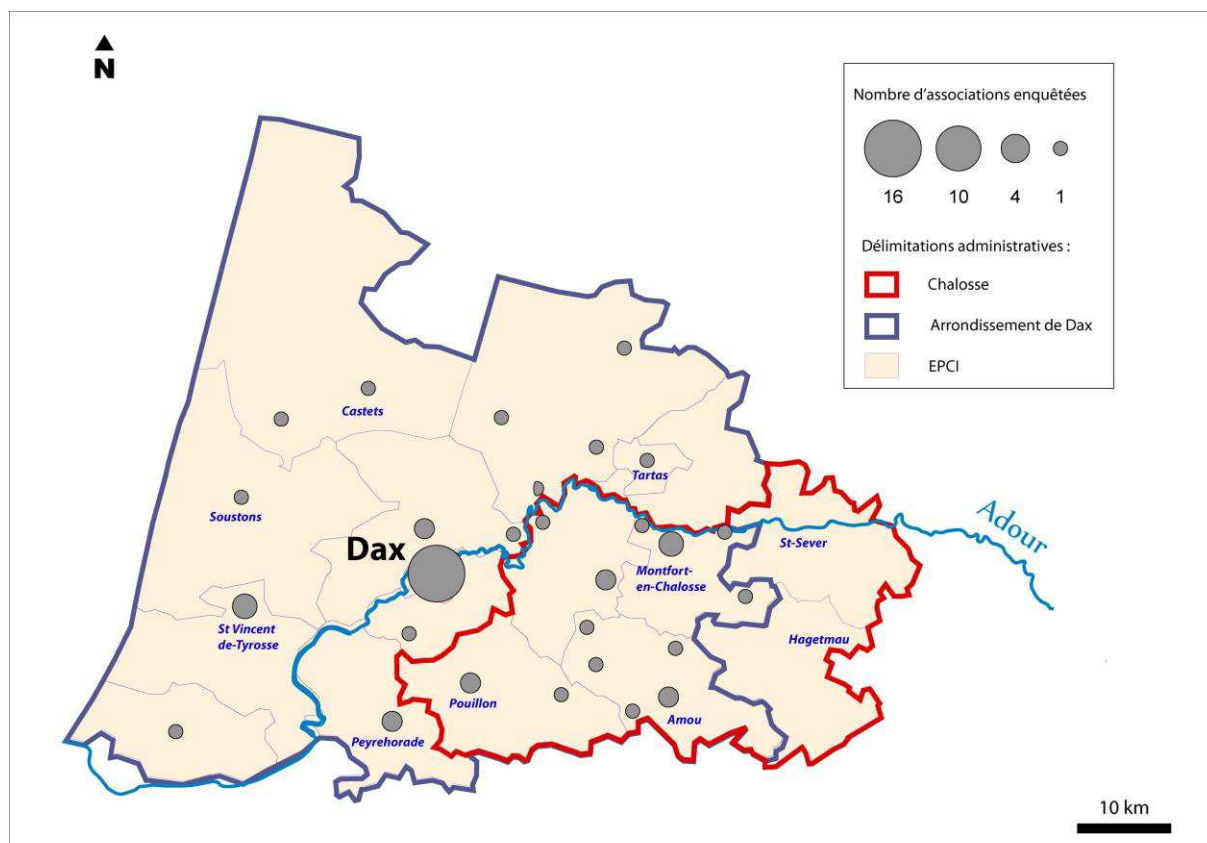 N
Nombre d'associations enquêtées
16 10 4 1
Délimitations administratives :
Chalosse
Arrondissement de Dax
EPCI
Castets
Soustons
Tartas
Adour
Dax
St-Sever
Montfort-
en-Chalosse
St Vincent
de-Tyrosse
Hagetmau
Pouillon
Amou
Peyrehorade
10 km